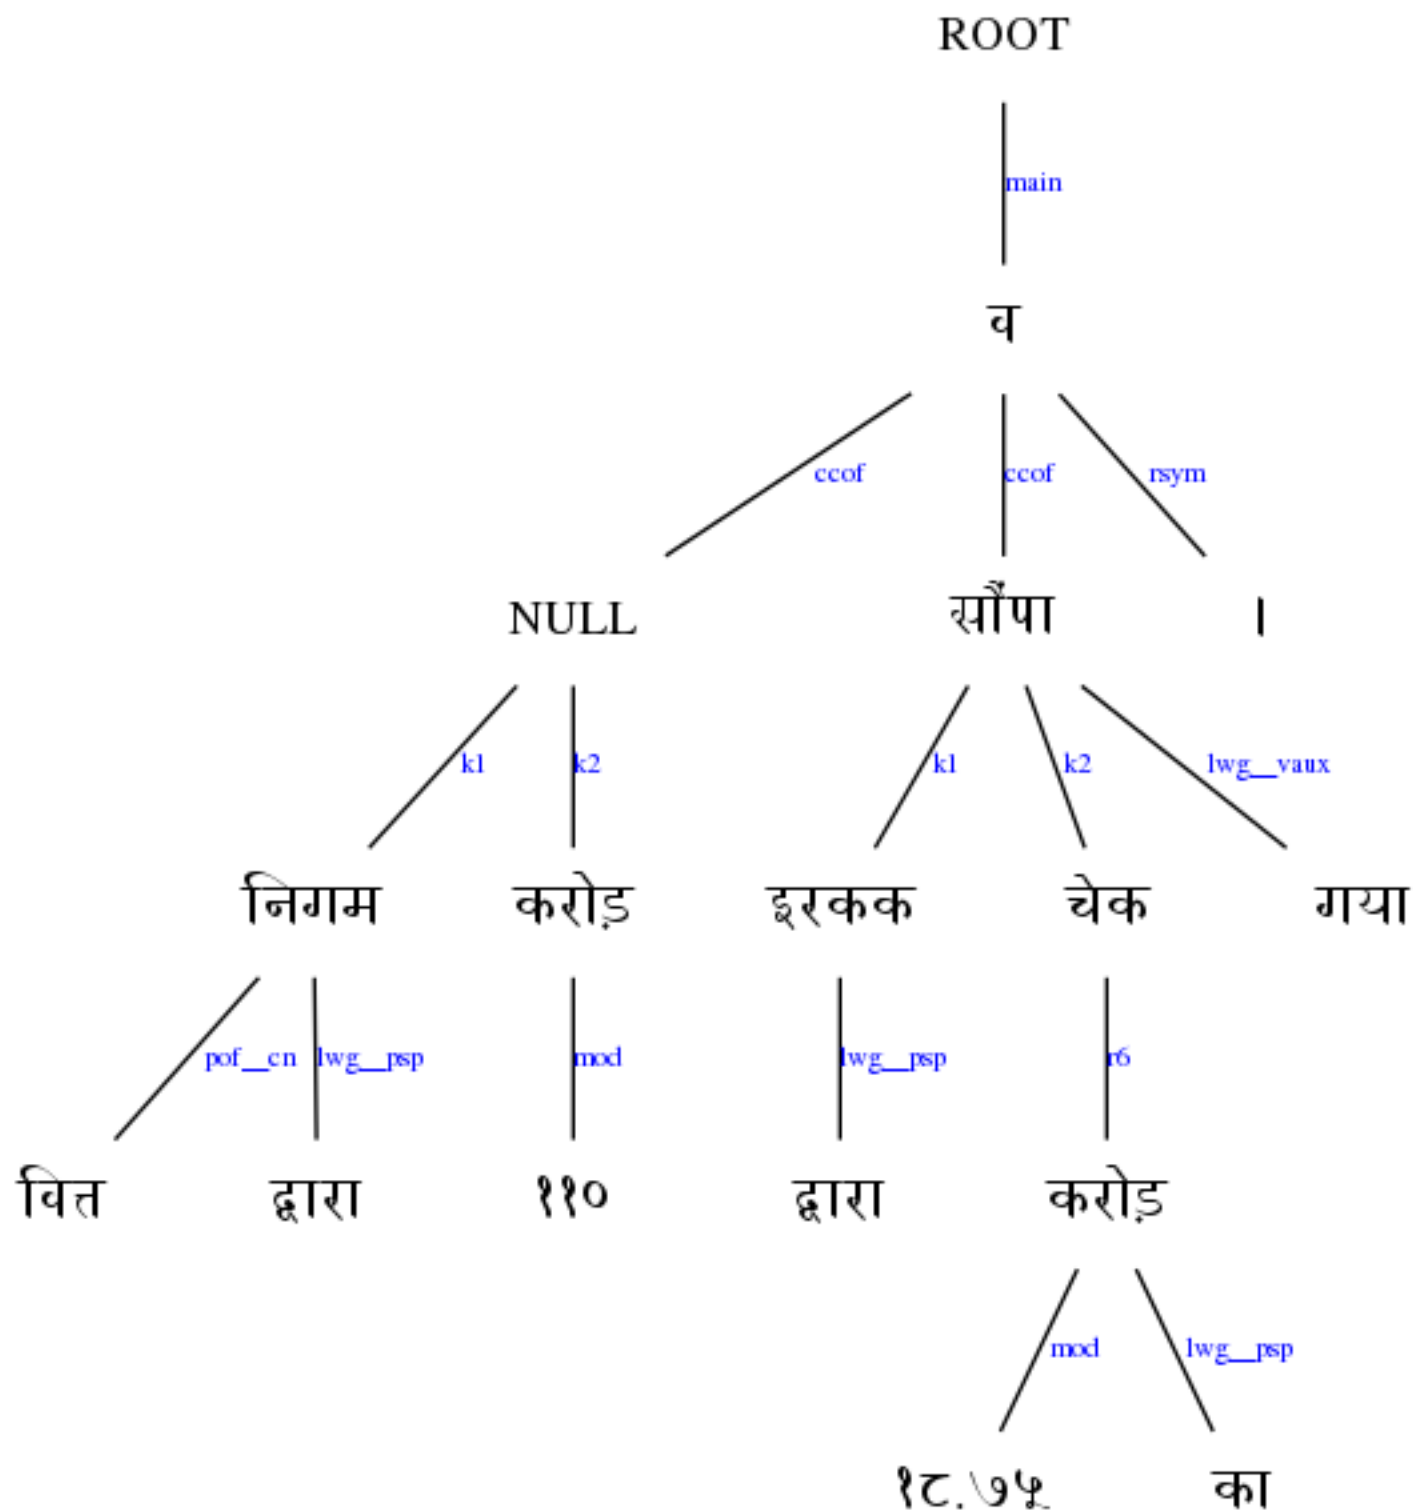 ROOT
main
व
ccof ccof rsym
NULL सौंपा ।
k1 k2 k1 k2 lwg__vaux
निगम करोड़ इरकक चेक गया
pof__cn lwg__psp mod lwg__psp r6
वित्त द्वारा ११० द्वारा करोड़
mod lwg__psp
१८.७५ का